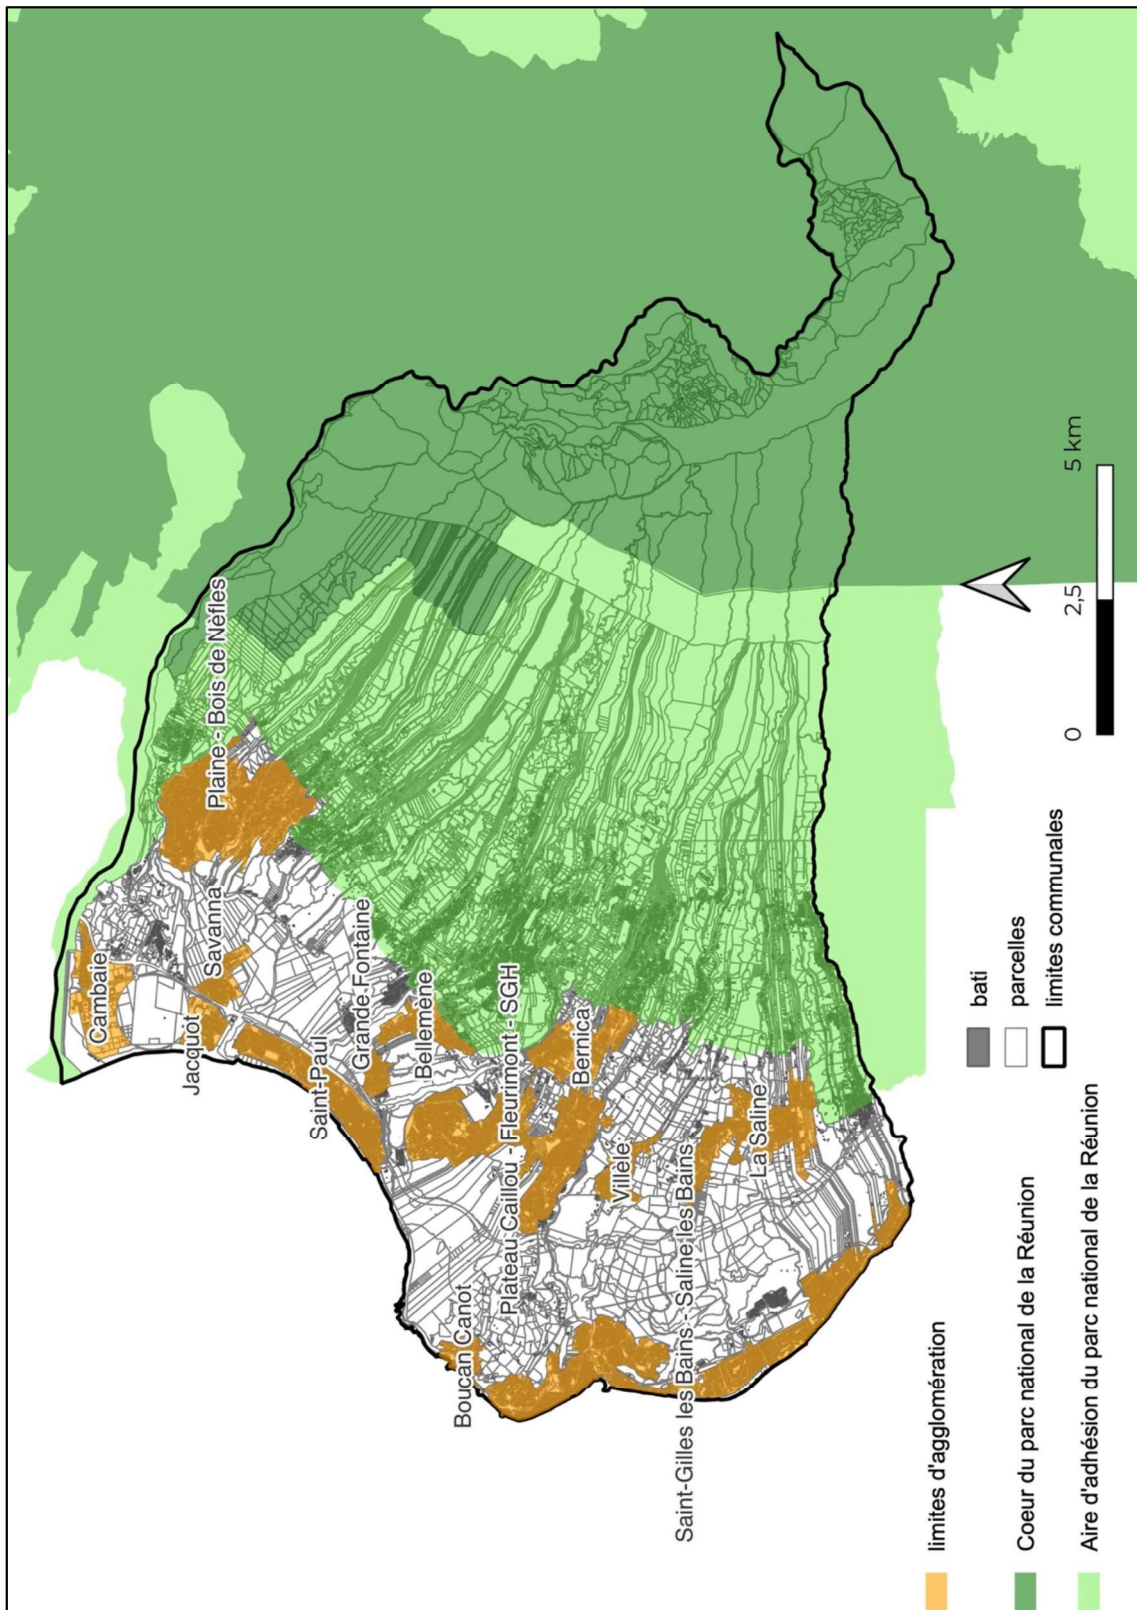 Cambaie
Plaine - Bois de Nèfles
Savanna
Jacquot
Saint-Paul
Grande Fontaine
Bellemène
Plateau Caillou - Fleurimont - SGH
Bernica
Boucan Canot
Villèle
Saint-Gilles les Bains - Saline les Bains
La Saline
limites d'agglomération
Coeur du parc national de la Réunion
Aire d'adhésion du parc national de la Réunion
bati
parcelles
limites communales
0 2,5 5 km